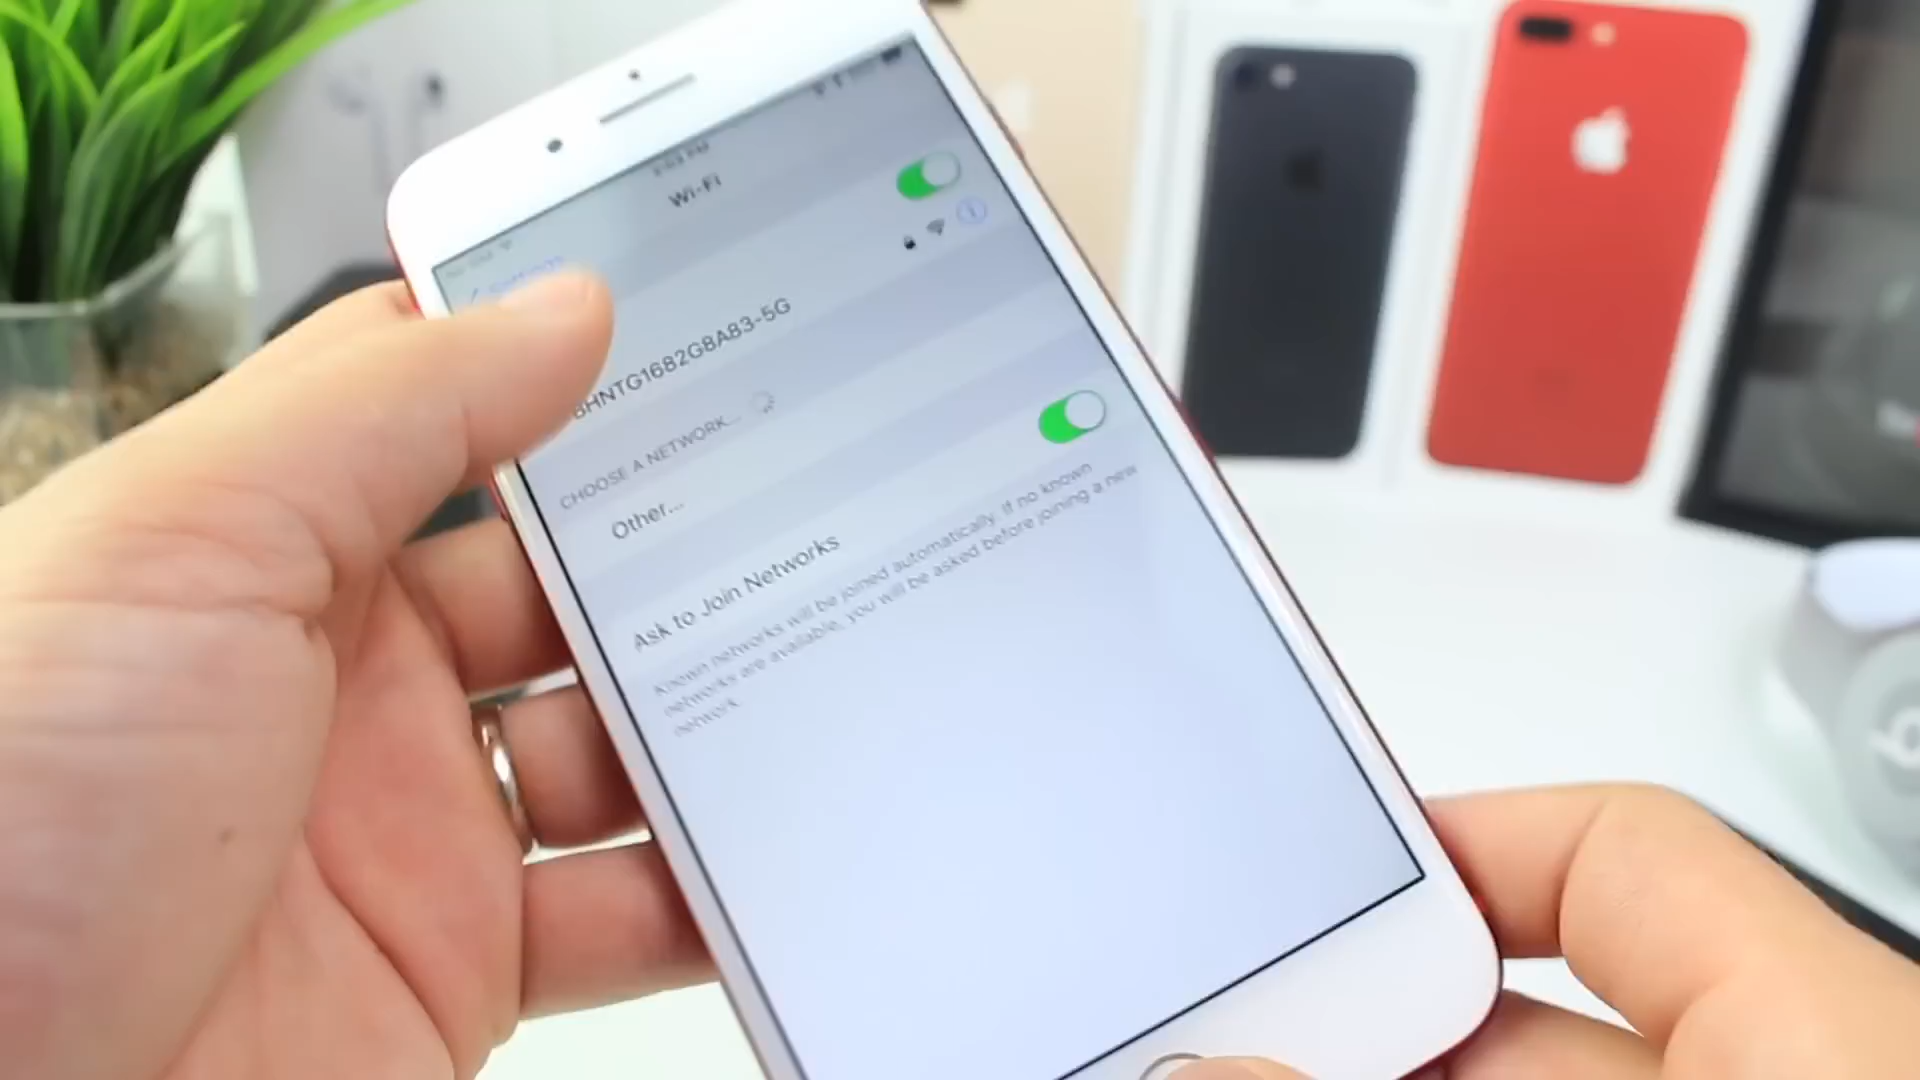 Wi-Fi
Settings
BHNTG1682G8A83-5G
CHOOSE A NETWORK...
Other...
Ask to Join Networks
Known networks will be joined automatically. If no known
networks are available, you will be asked before joining a new
network.